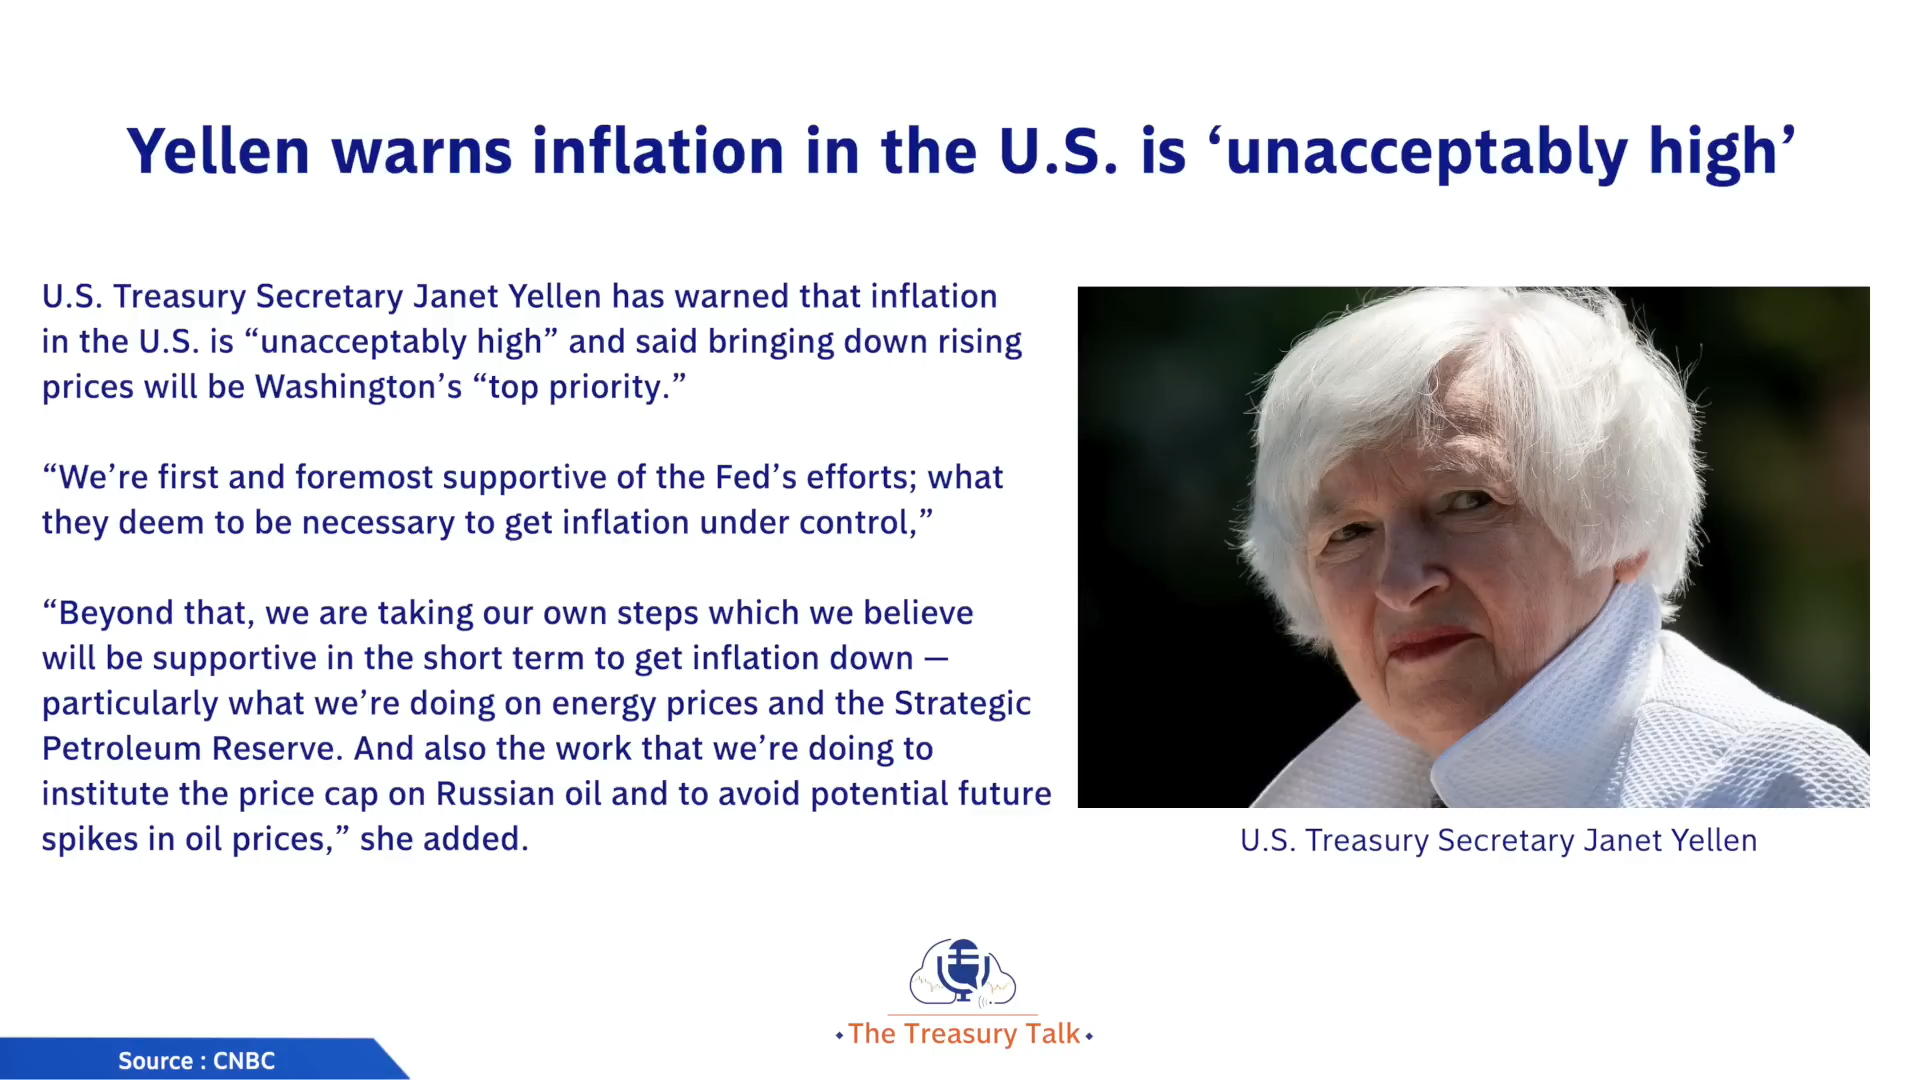 Yellen warns inflation in the U.S. is ‘unacceptably high’
U.S. Treasury Secretary Janet Yellen has warned that inflation
in the U.S. is “unacceptably high” and said bringing down rising
prices will be Washington’s “top priority.”
“We’re first and foremost supportive of the Fed’s efforts; what
they deem to be necessary to get inflation under control,”
“Beyond that, we are taking our own steps which we believe
will be supportive in the short term to get inflation down —
particularly what we’re doing on energy prices and the Strategic
Petroleum Reserve. And also the work that we’re doing to
institute the price cap on Russian oil and to avoid potential future
spikes in oil prices,” she added.
U.S. Treasury Secretary Janet Yellen
The Treasury Talk
Source : CNBC